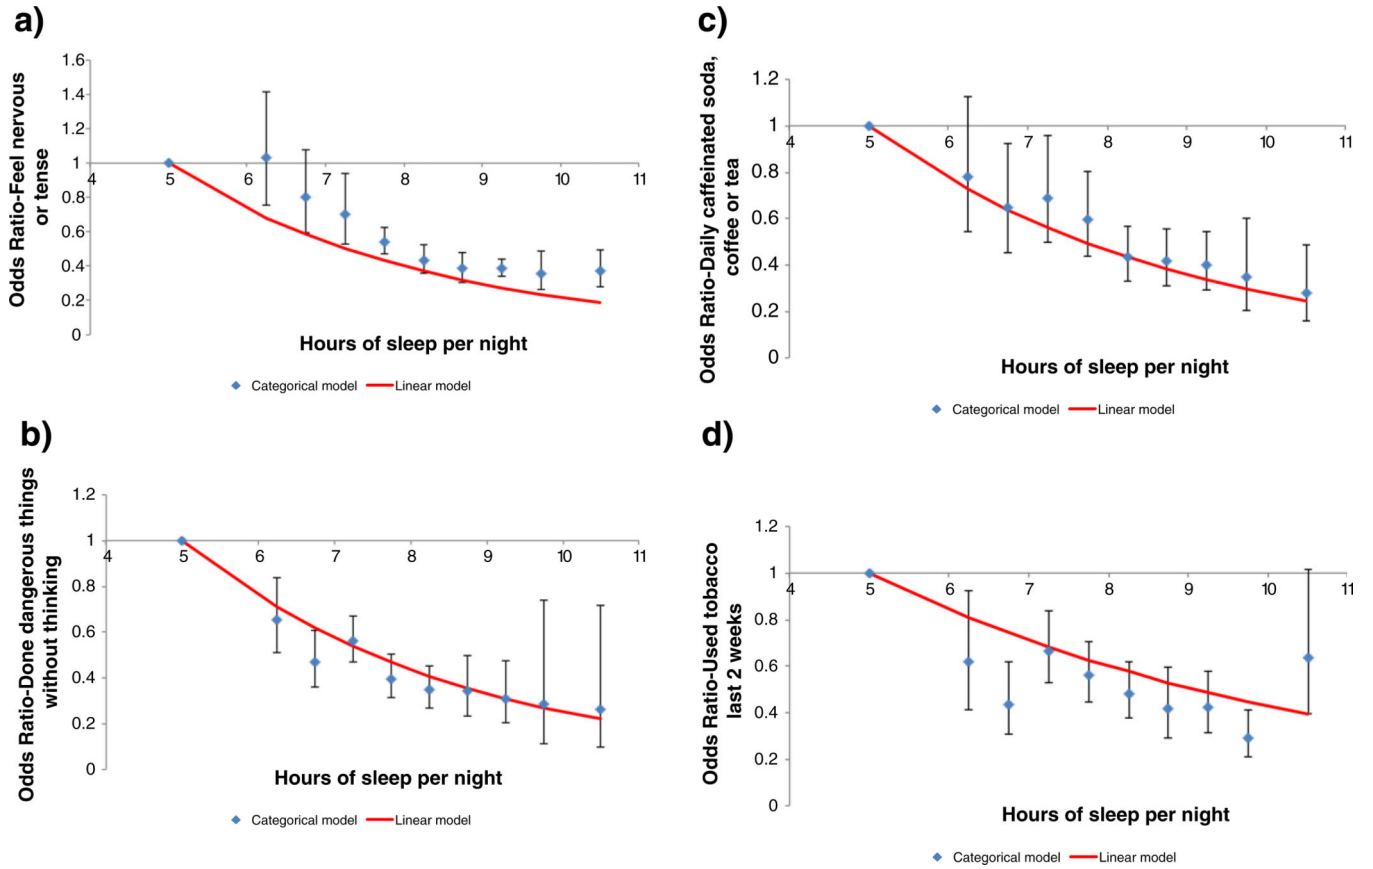 a)
Odds Ratio-Feel nervous
or tense
1.6
1.4
1.2
1
0.8
0.6
0.4
0.2
0
4 5 6 7 8 9 10 11
Hours of sleep per night
Categorical model Linear model
b)
Odds Ratio-Done dangerous things
without thinking
1.2
1
0.8
0.6
0.4
0.2
0
4 5 6 7 8 9 10 11
Hours of sleep per night
Categorical model Linear model
c)
Odds Ratio-Daily caffeinated soda,
coffee or tea
1.2
1
0.8
0.6
0.4
0.2
0
4 5 6 7 8 9 10 11
Hours of sleep per night
Categorical model Linear model
d)
Odds Ratio-Used tobacco
last 2 weeks
1.2
1
0.8
0.6
0.4
0.2
0
4 5 6 7 8 9 10 11
Hours of sleep per night
Categorical model Linear model